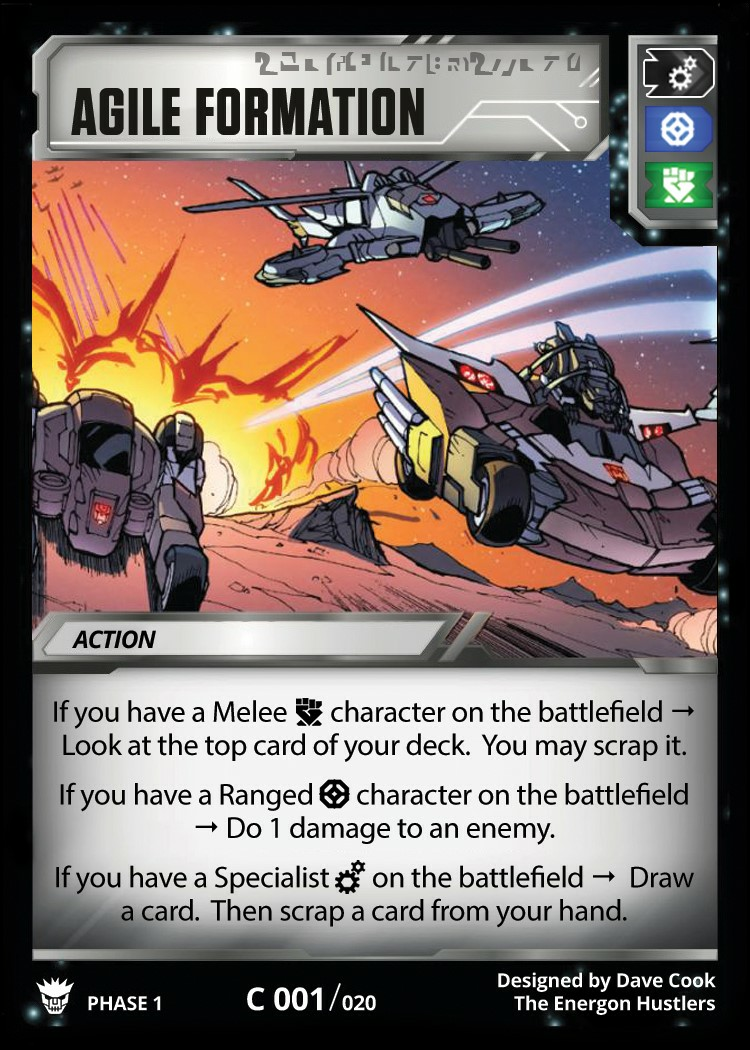 AGILE FORMATION
ACTION
If you have a Melee character on the battlefield →
Look at the top card of your deck. You may scrap it.
If you have a Ranged character on the battlefield
→ Do 1 damage to an enemy.
If you have a Specialist on the battlefield → Draw
a card. Then scrap a card from your hand.
PHASE 1
C 001/020
Designed by Dave Cook
The Energon Hustlers